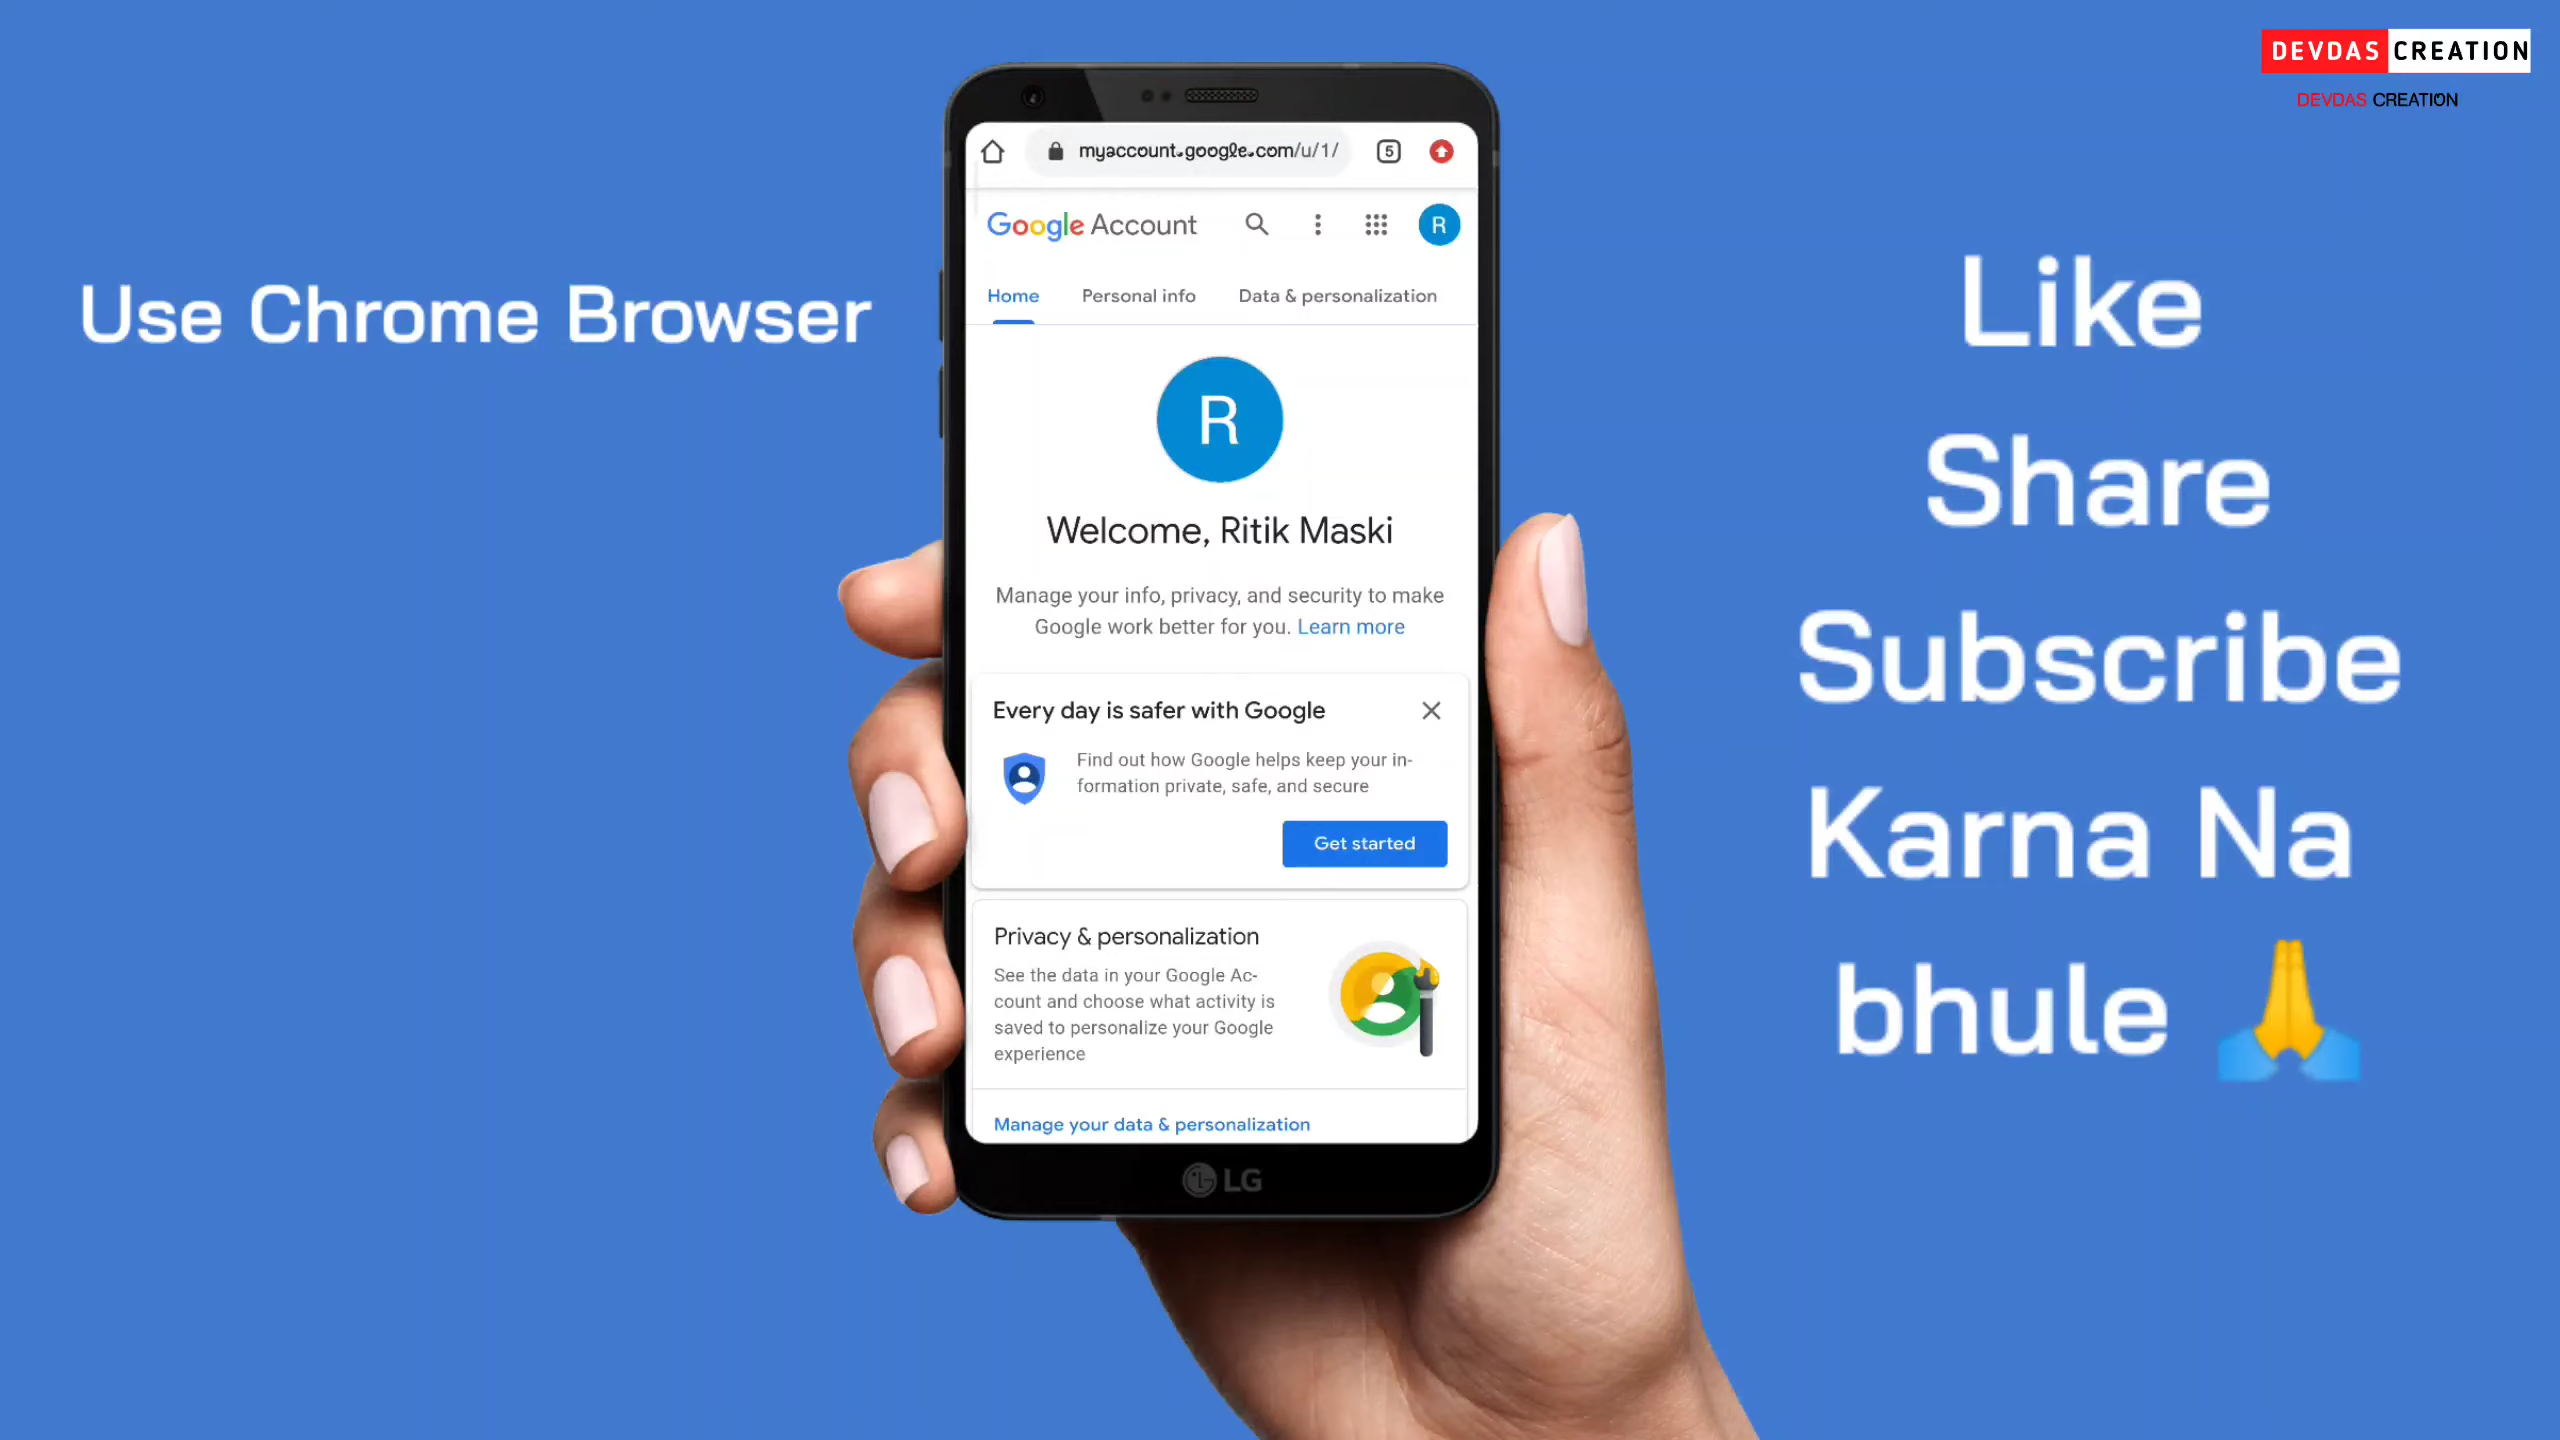 DEVDAS CREATION
DEVDAS CREATION
Use Chrome Browser
Like
Share
Subscribe
Karna Na
bhule 🙏
myaccount.google.com/u/1/
5
Google Account
R
Home Personal info Data & personalization
R
Welcome, Ritik Maski
Manage your info, privacy, and security to make
Google work better for you. Learn more
Every day is safer with Google
Find out how Google helps keep your in-
formation private, safe, and secure
Get started
Privacy & personalization
See the data in your Google Ac-
count and choose what activity is
saved to personalize your Google
experience
Manage your data & personalization
LG